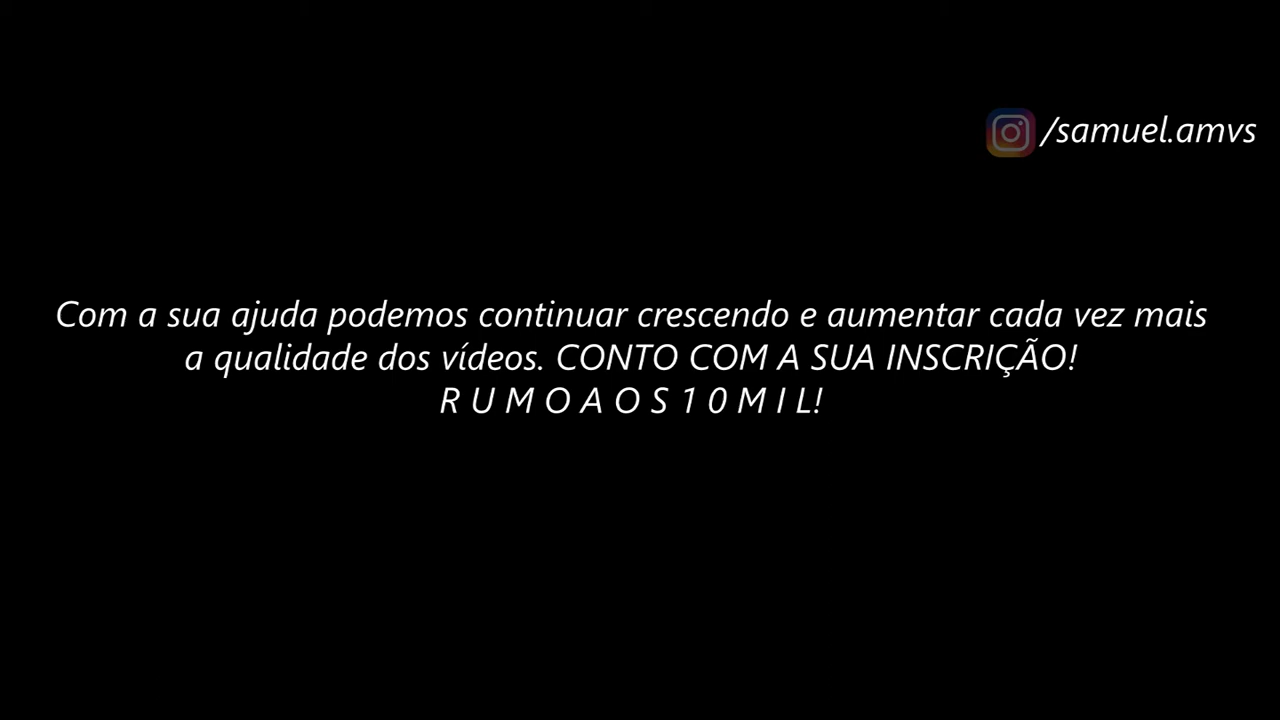 /samuel.amvs
Com a sua ajuda podemos continuar crescendo e aumentar cada vez mais
a qualidade dos vídeos. CONTO COM A SUA INSCRIÇÃO!
R U M O A O S 1 0 M I L!